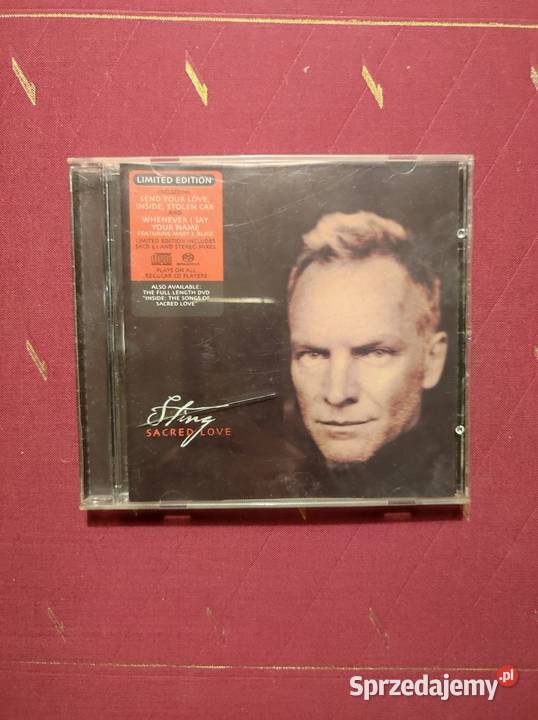 LIMITED EDITION
INCLUDING
SEND YOUR LOVE,
INSIDE, STOLEN CAR
AND
WHENEVER I SAY
YOUR NAME
FEATURING MARY J. BLIGE
LIMITED EDITION INCLUDES
SACD 5.1 AND STEREO MIXES
PLAYS ON ALL
REGULAR CD PLAYERS
ALSO AVAILABLE:
THE FULL LENGTH DVD
"INSIDE: THE SONGS OF
SACRED LOVE"
Sting
SACRED LOVE
Sprzedajemy.pl